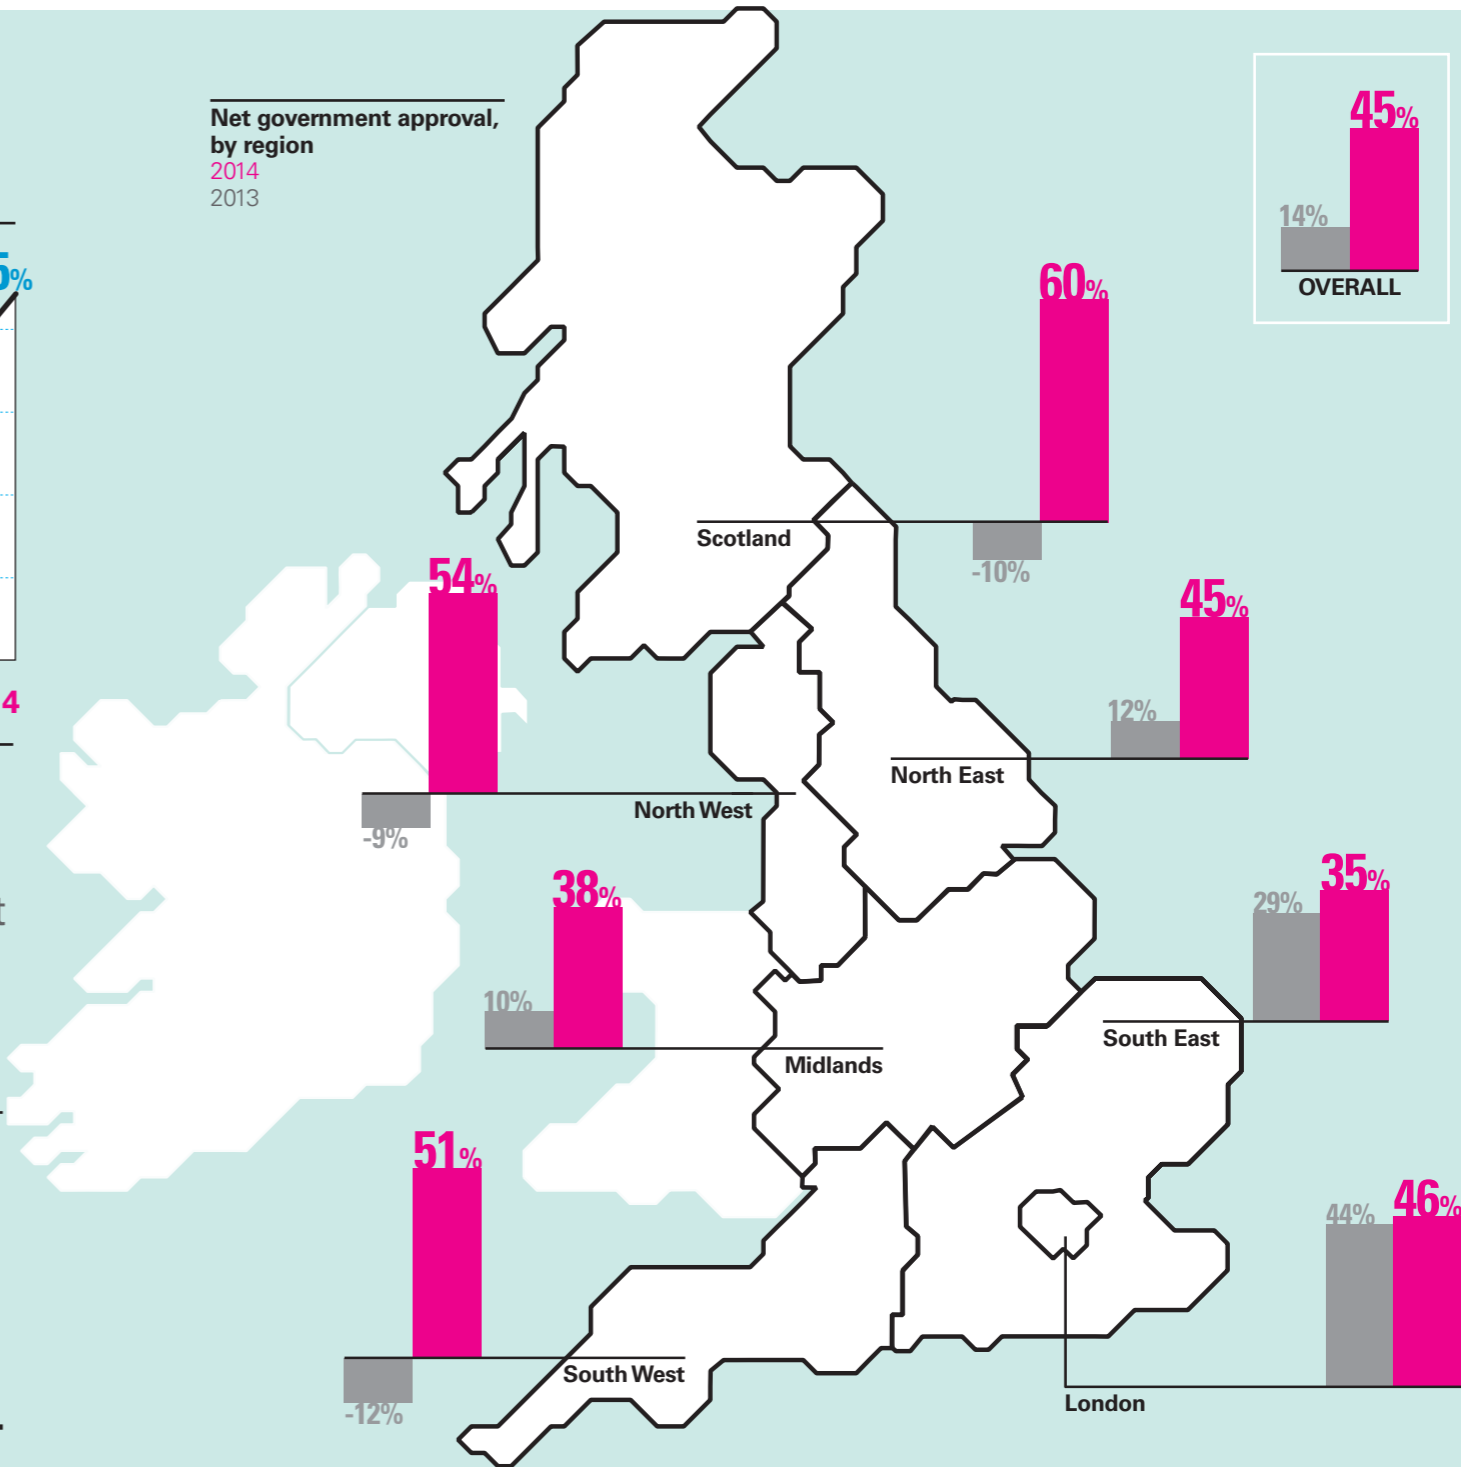 Net government approval,
by region
2014
2013
45%
14%
OVERALL
5%
60%
Scotland
-10%
54%
45%
12%
4
North East
North West
-9%
38%
35%
29%
t
10%
South East
Midlands
51%
46%
44%
South West
-12%
London